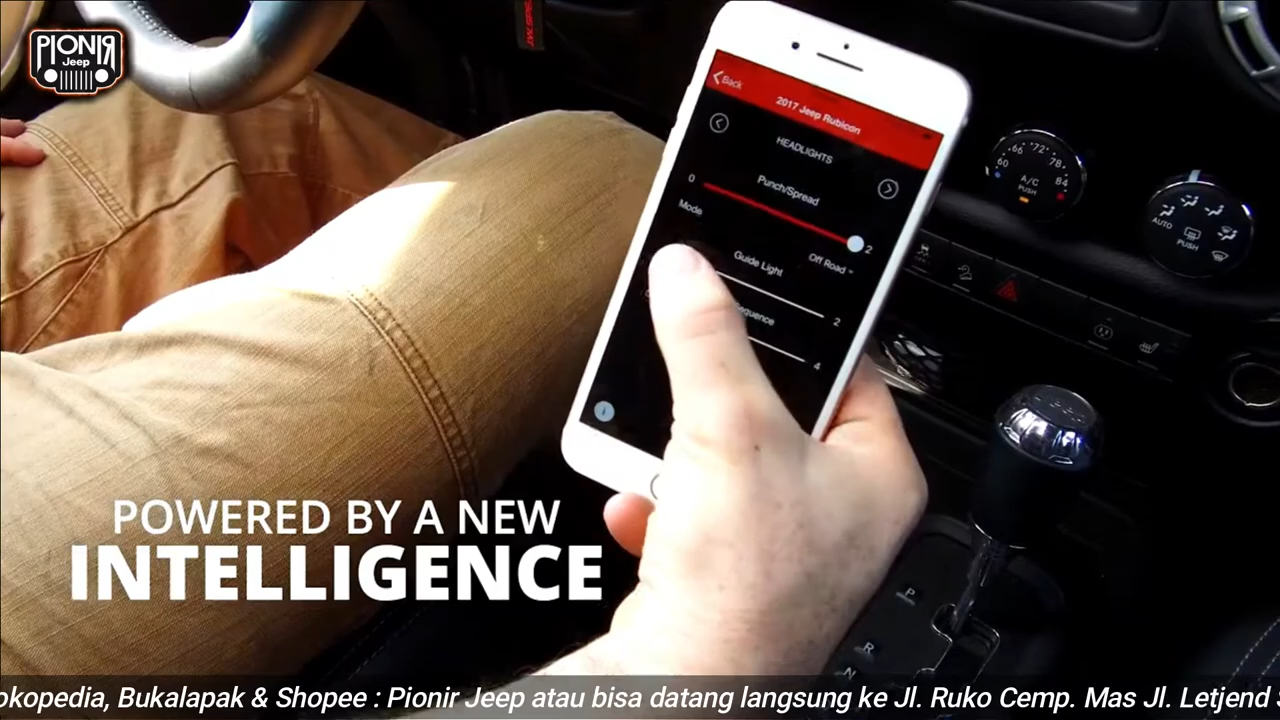 PIONIR
Jeep
Back
2017 Jeep Rubicon
HEADLIGHTS
Punch/Spread
0
2
Mode
Off Road
Guide Light
2
4
60 66 72 78 84
A/C
PUSH
AUTO
PUSH
POWERED BY A NEW
INTELLIGENCE
P
R
N
okopedia, Bukalapak & Shopee : Pionir Jeep atau bisa datang langsung ke Jl. Ruko Cemp. Mas Jl. Letjend